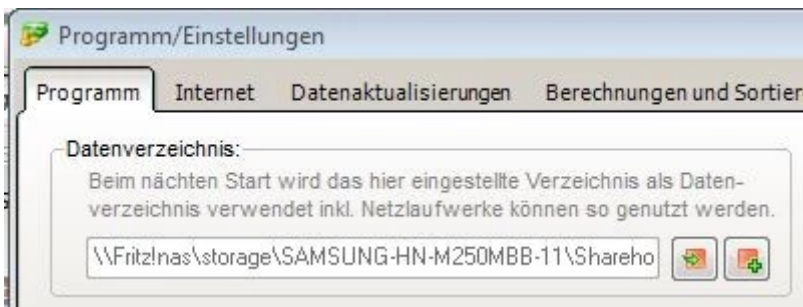 Programm/Einstellungen
Programm Internet Datenaktualisierungen Berechnungen und Sortier
Datenverzeichnis:
Beim nächten Start wird das hier eingestellte Verzeichnis als Daten-
verzeichnis verwendet inkl. Netzlaufwerke können so genutzt werden.
\\Fritz!nas\storage\SAMSUNG-HN-M250MBB-11\Shareho